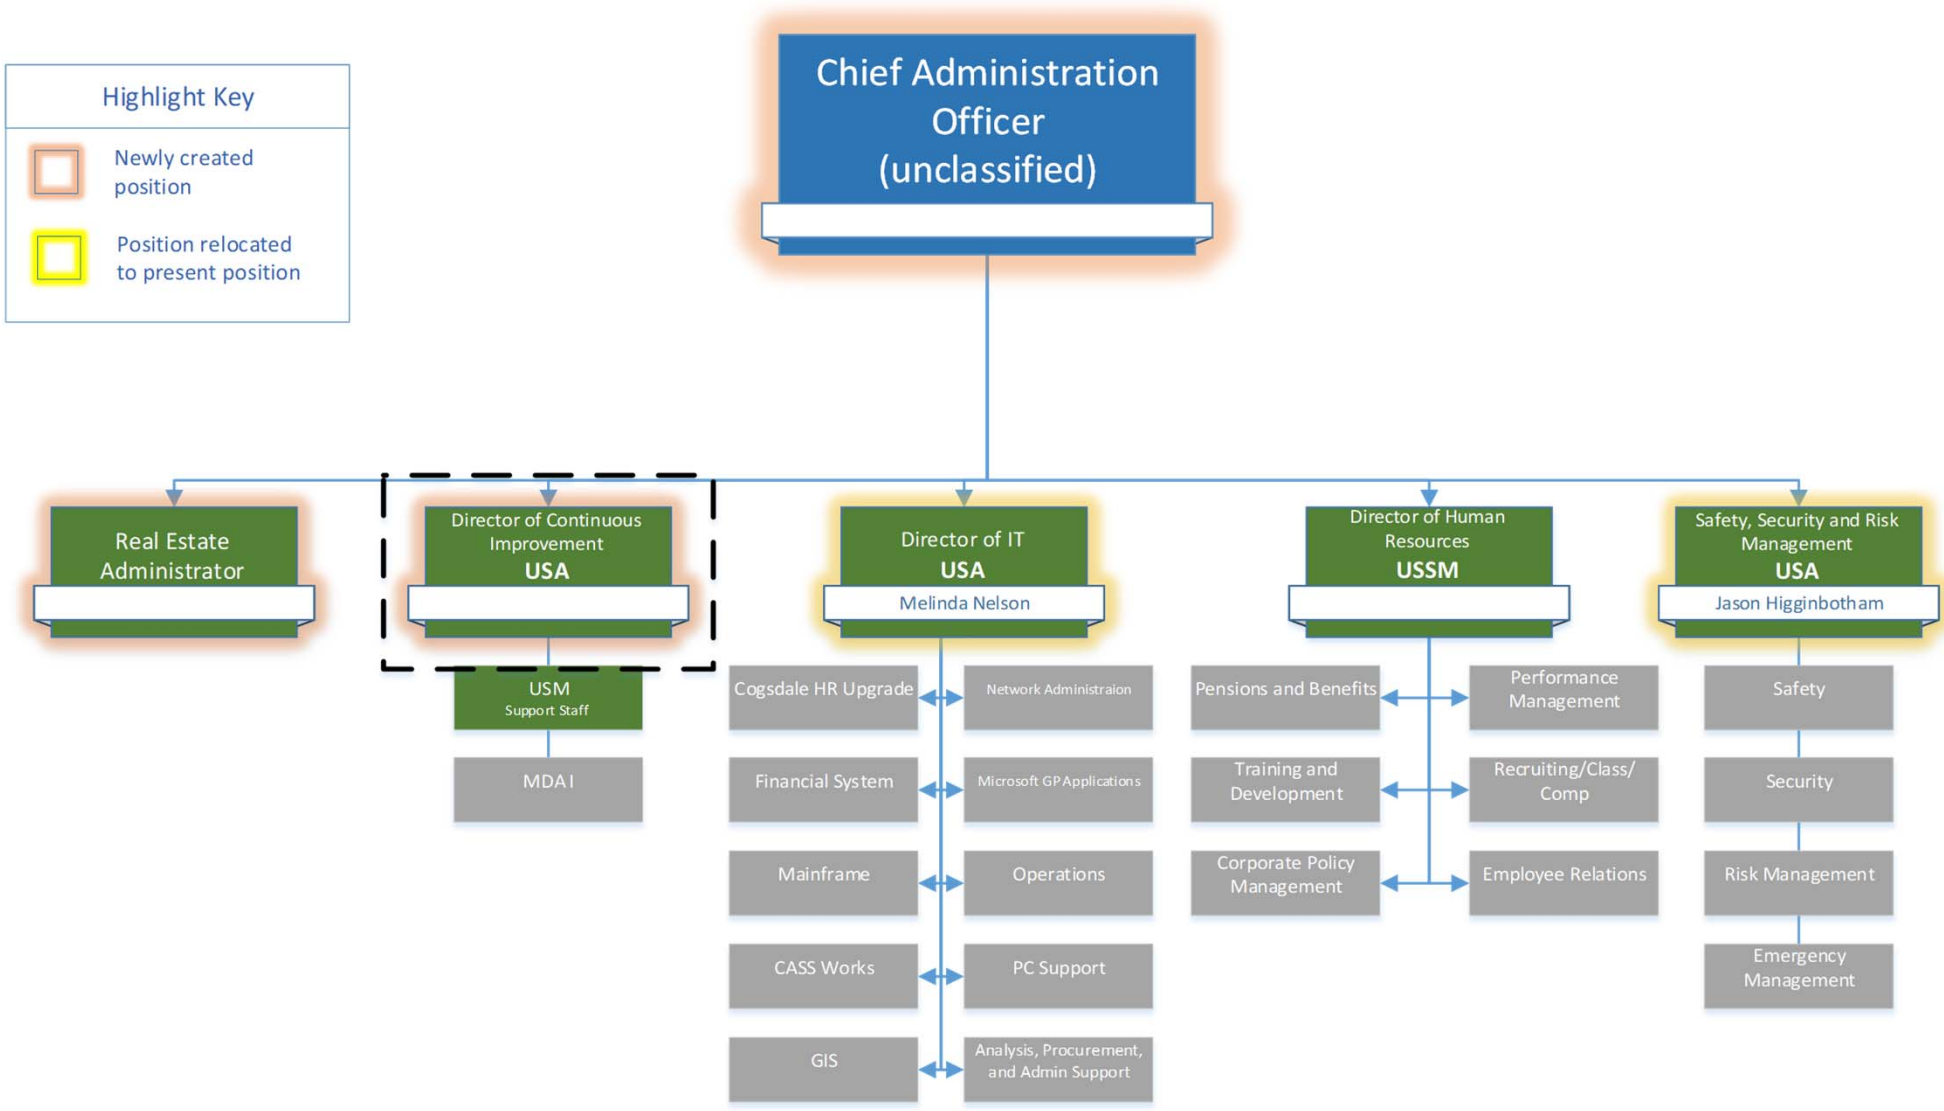 Highlight Key
Newly created
position
Position relocated
to present position
Chief Administration
Officer
(unclassified)
Real Estate
Administrator
Director of Continuous
Improvement
USA
USM
Support Staff
MDAI
Director of IT
USA
Melinda Nelson
Cogsdale HR Upgrade
Network Administraion
Financial System
Microsoft GP Applications
Mainframe
Operations
CASS Works
PC Support
GIS
Analysis, Procurement,
and Admin Support
Director of Human
Resources
USSM
Pensions and Benefits
Performance
Management
Training and
Development
Recruiting/Class/
Comp
Corporate Policy
Management
Employee Relations
Safety, Security and Risk
Management
USA
Jason Higginbotham
Safety
Security
Risk Management
Emergency
Management